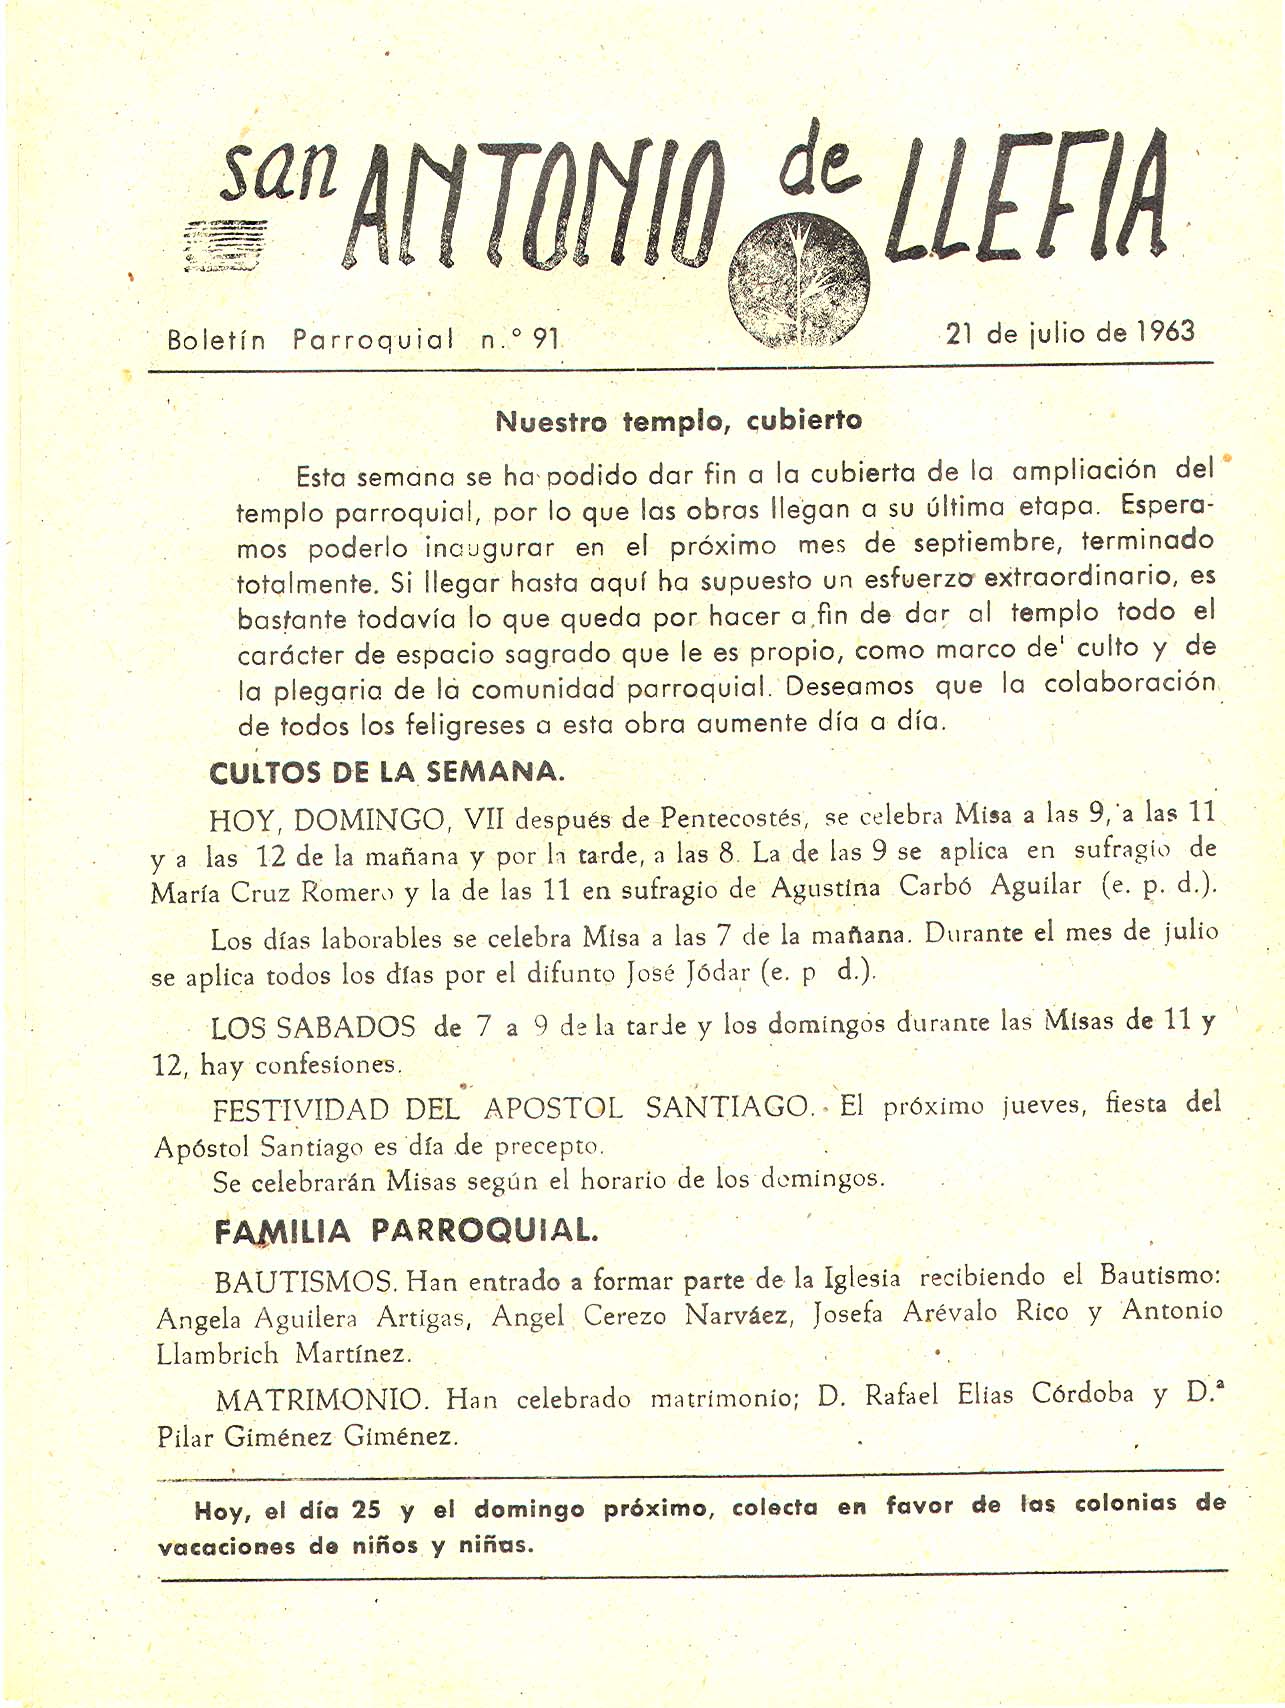 san ANTONIO de LLEFIA
Boletín Parroquial n.º 91 21 de julio de 1963
Nuestro templo, cubierto
Esta semana se ha podido dar fin a la cubierta de la ampliación del
templo parroquial, por lo que las obras llegan a su última etapa. Espera-
mos poderlo inaugurar en el próximo mes de septiembre, terminado
totalmente. Si llegar hasta aquí ha supuesto un esfuerzo extraordinario, es
bastante todavía lo que queda por hacer a fin de dar al templo todo el
carácter de espacio sagrado que le es propio, como marco de' culto y de
la plegaria de la comunidad parroquial. Deseamos que la colaboración
de todos los feligreses a esta obra aumente día a día.
CULTOS DE LA SEMANA.
HOY, DOMINGO, VII después de Pentecostés, se celebra Misa a las 9, a las 11
y a las 12 de la mañana y por la tarde, a las 8. La de las 9 se aplica en sufragio de
María Cruz Romero y la de las 11 en sufragio de Agustina Carbó Aguilar (e. p. d.).
Los días laborables se celebra Misa a las 7 de la mañana. Durante el mes de julio
se aplica todos los días por el difunto José Jódar (e. p d.).
LOS SABADOS de 7 a 9 de la tarde y los domingos durante las Misas de 11 y
12, hay confesiones.
FESTIVIDAD DEL APOSTOL SANTIAGO. - El próximo jueves, fiesta del
Apóstol Santiago es día de precepto.
Se celebrarán Misas según el horario de los domingos.
FAMILIA PARROQUIAL.
BAUTISMOS. Han entrado a formar parte de la Iglesia recibiendo el Bautismo:
Angela Aguilera Artigas, Angel Cerezo Narváez, Josefa Arévalo Rico y Antonio
Llambrich Martínez.
MATRIMONIO. Han celebrado matrimonio; D. Rafael Elías Córdoba y D.ª
Pilar Giménez Giménez.
Hoy, el día 25 y el domingo próximo, colecta en favor de las colonias de
vacaciones de niños y niñas.